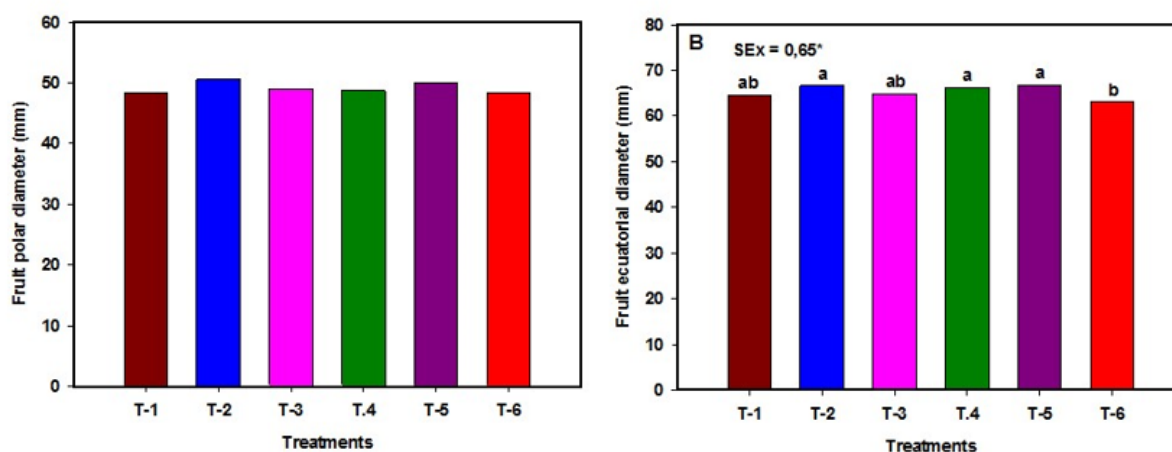 60
50
40
30
20
10
0
Fruit polar diameter (mm)
T-1 T-2 T-3 T.4 T-5 T-6
Treatments
B
SEx = 0,65*
80
70
60
50
40
30
20
10
0
Fruit ecuatorial diameter (mm)
ab a ab a a b
T-1 T-2 T-3 T.4 T-5 T-6
Treatments